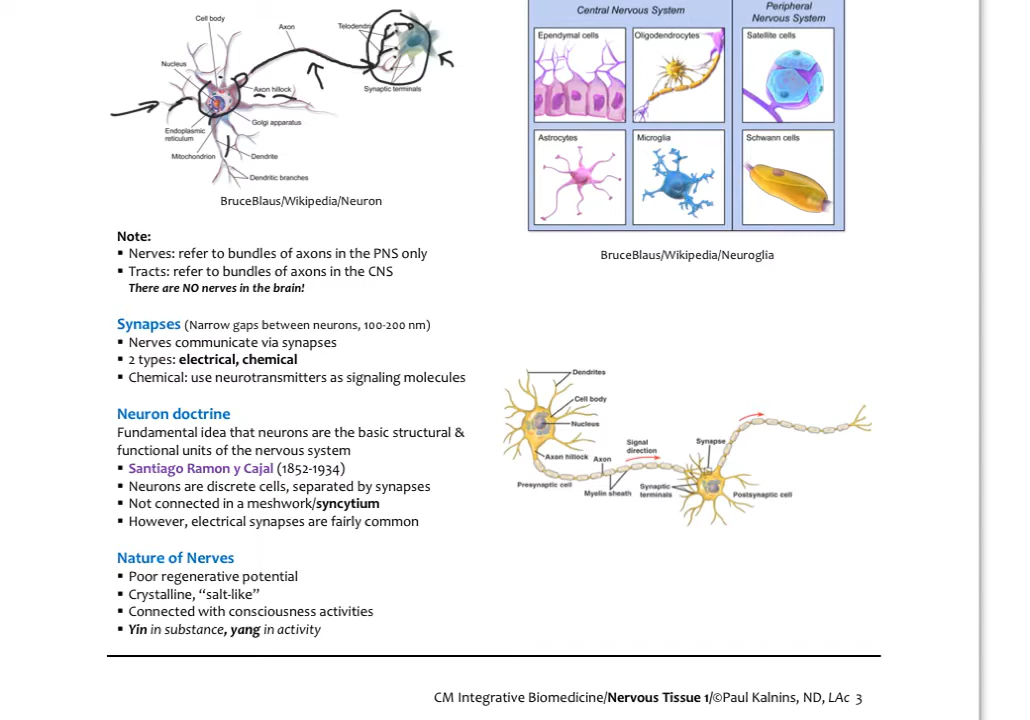 Cell body
Axon
Telodendria
Nucleus
Axon hillock
Synaptic terminals
Golgi apparatus
Endoplasmic
reticulum
Mitochondrion
Dendrite
Dendritic branches
BruceBlaus/Wikipedia/Neuron
Central Nervous System
Peripheral
Nervous System
Ependymal cells
Oligodendrocytes
Satellite cells
Astrocytes
Microglia
Schwann cells
BruceBlaus/Wikipedia/Neuroglia
Note:
▪ Nerves: refer to bundles of axons in the PNS only
▪ Tracts: refer to bundles of axons in the CNS
There are NO nerves in the brain!
Synapses (Narrow gaps between neurons, 100-200 nm)
▪ Nerves communicate via synapses
▪ 2 types: electrical, chemical
▪ Chemical: use neurotransmitters as signaling molecules
Neuron doctrine
Fundamental idea that neurons are the basic structural &
functional units of the nervous system
▪ Santiago Ramon y Cajal (1852-1934)
▪ Neurons are discrete cells, separated by synapses
▪ Not connected in a meshwork/syncytium
▪ However, electrical synapses are fairly common
Dendrites
Cell body
Nucleus
Axon hillock
Axon
Signal
direction
Synapse
Presynaptic cell
Myelin sheath
Synaptic
terminals
Postsynaptic cell
Nature of Nerves
▪ Poor regenerative potential
▪ Crystalline, “salt-like”
▪ Connected with consciousness activities
▪ Yin in substance, yang in activity
CM Integrative Biomedicine/Nervous Tissue 1/©Paul Kalnins, ND, LAc 3